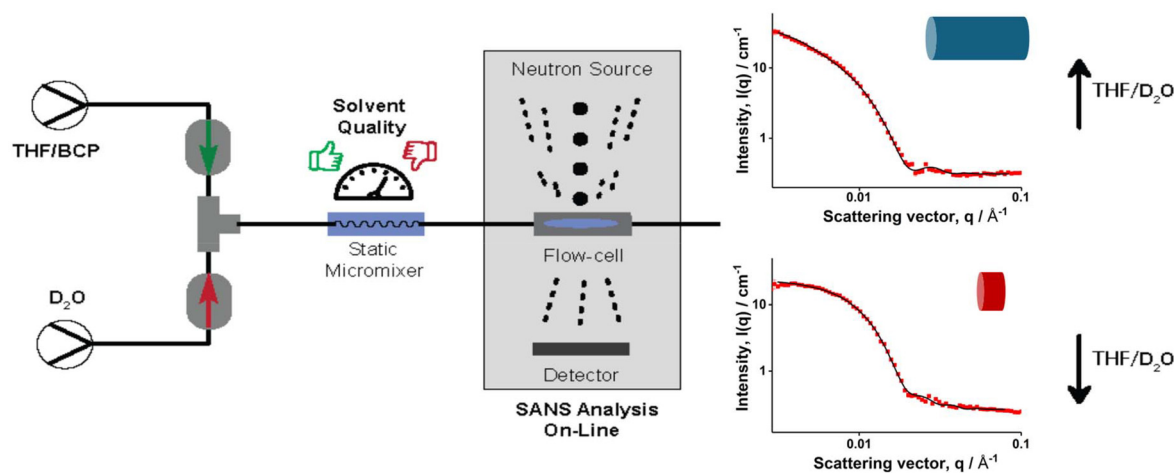 THF/BCP
D₂O
Solvent
Quality
Static
Micromixer
Neutron Source
Flow-cell
Detector
SANS Analysis
On-Line
Intensity, I(q) / cm⁻¹
10
1
0.01
0.1
Scattering vector, q / Å⁻¹
THF/D₂O
Intensity, I(q) / cm⁻¹
10
1
0.01
0.1
Scattering vector, q / Å⁻¹
THF/D₂O